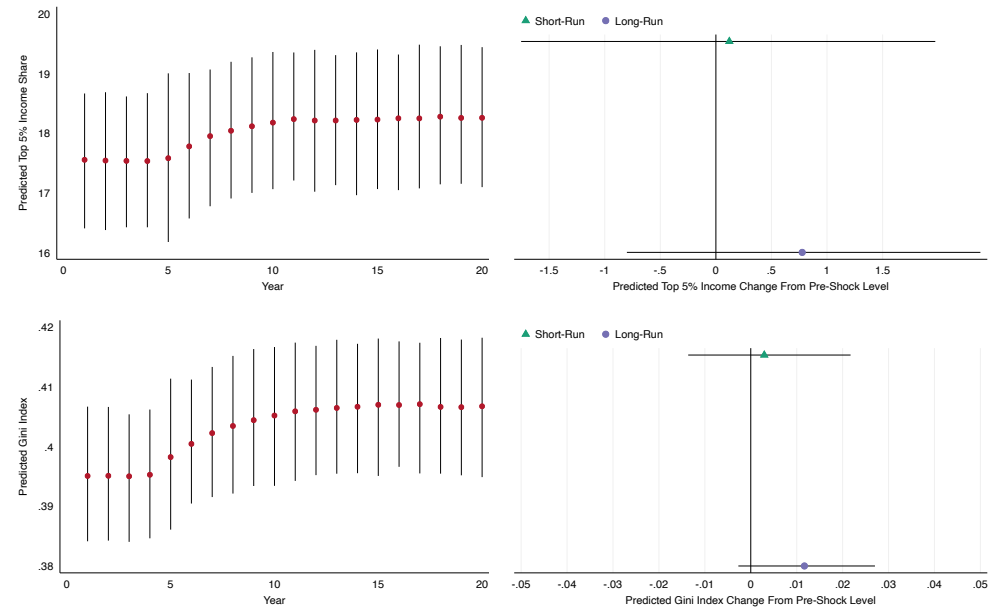 Predicted Top 5% Income Share
20
19
18
17
16
0 5 10 15 20
Year
Short-Run Long-Run
-1.5 -1 -.5 0 .5 1 1.5
Predicted Top 5% Income Change From Pre-Shock Level
Predicted Gini Index
.42
.41
.4
.39
.38
0 5 10 15 20
Year
Short-Run Long-Run
-.05 -.04 -.03 -.02 -.01 0 .01 .02 .03 .04 .05
Predicted Gini Index Change From Pre-Shock Level